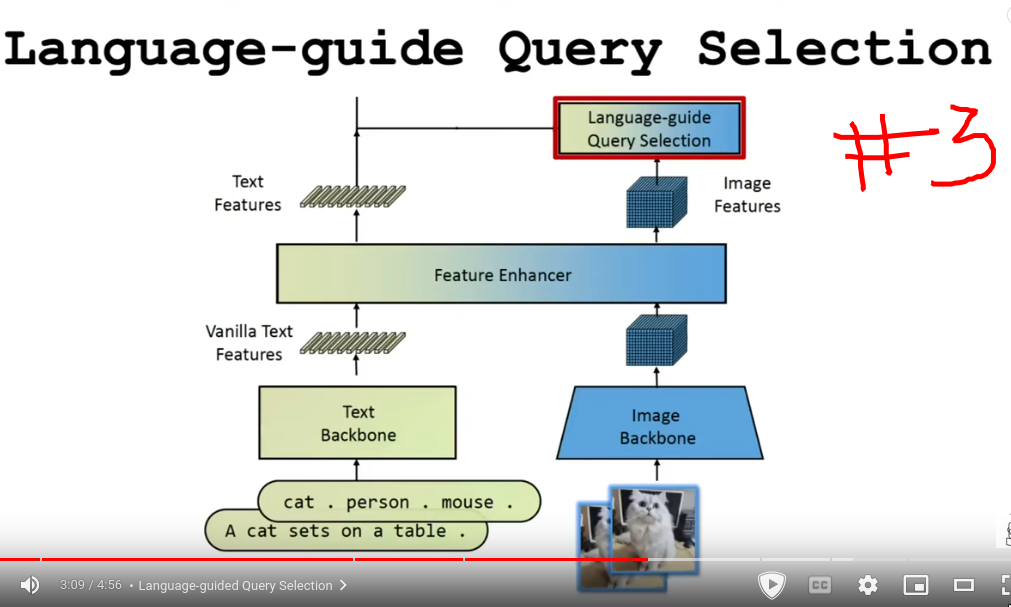 Language-guide Query Selection
#3
Language-guide
Query Selection
Text
Features
Image
Features
Feature Enhancer
Vanilla Text
Features
Text
Backbone
Image
Backbone
cat . person . mouse .
A cat sets on a table .
3:09 / 4:56 • Language-guided Query Selection >
CC